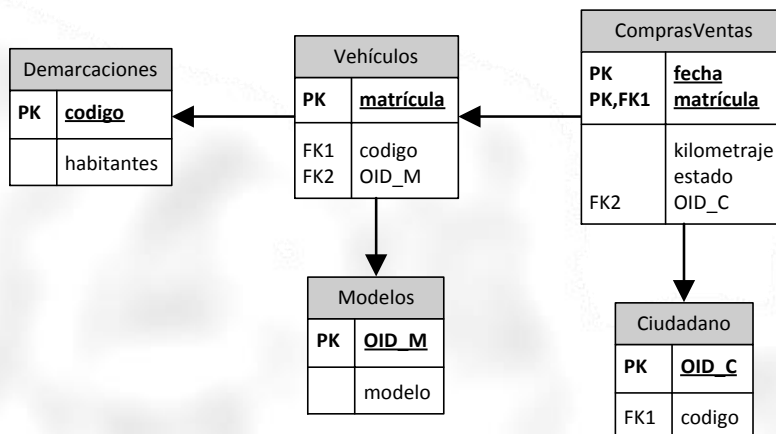 Demarcaciones
PK codigo
habitantes
Vehículos
PK matrícula
FK1 codigo
FK2 OID_M
ComprasVentas
PK fecha
PK,FK1 matrícula
kilometraje
estado
FK2 OID_C
Modelos
PK OID_M
modelo
Ciudadano
PK OID_C
FK1 codigo